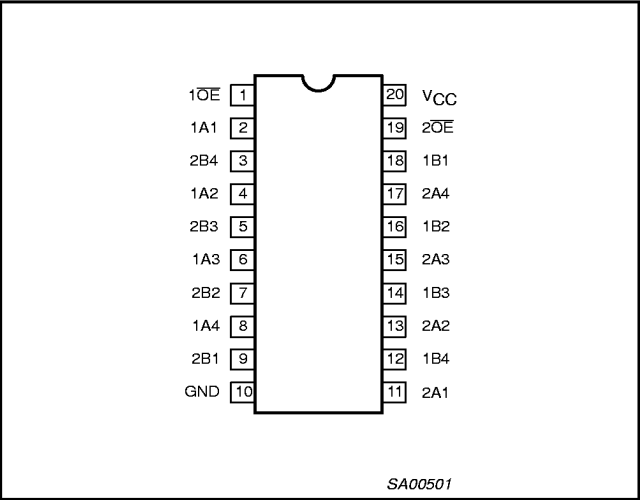 1O̅E̅ 1 20 VCC
1A1 2 19 2O̅E̅
2B4 3 18 1B1
1A2 4 17 2A4
2B3 5 16 1B2
1A3 6 15 2A3
2B2 7 14 1B3
1A4 8 13 2A2
2B1 9 12 1B4
GND 10 11 2A1
SA00501